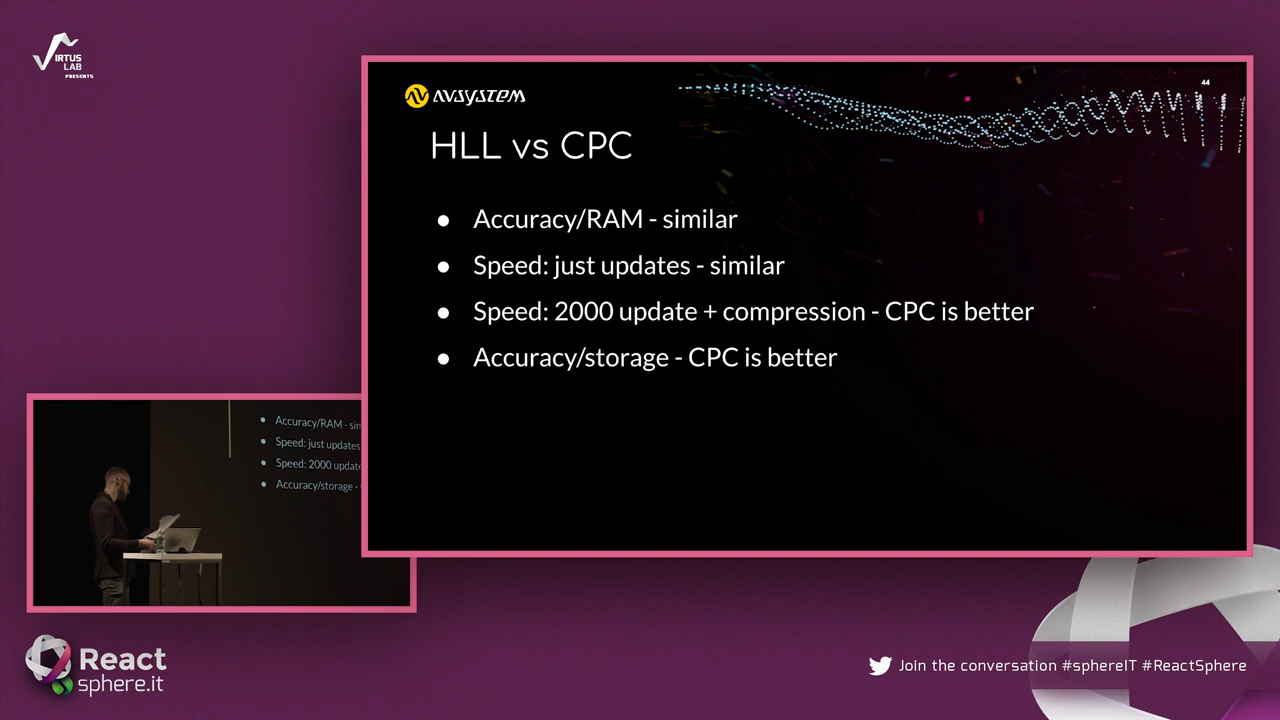 VIRTUS
LAB
PRESENTS
AVSYSTEM
44
HLL vs CPC
● Accuracy/RAM - similar
● Speed: just updates - similar
● Speed: 2000 update + compression - CPC is better
● Accuracy/storage - CPC is better
● Accuracy/RAM - sim
● Speed: just updates
● Speed: 2000 update
● Accuracy/storage -
React
sphere.it
Join the conversation #sphereIT #ReactSphere